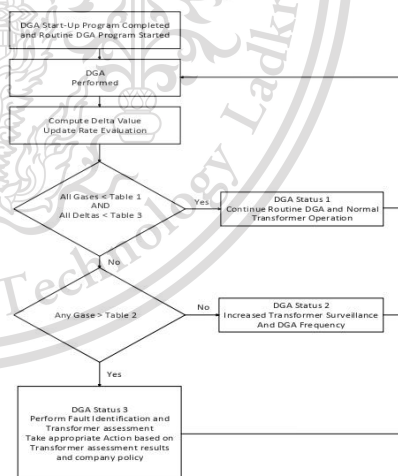 DGA Start-Up Program Completed
and Routine DGA Program Started
DGA
Performed
Compute Delta Value
Update Rate Evaluation
All Gases < Table 1
AND
All Deltas < Table 3
Yes
DGA Status 1
Continue Routine DGA and Normal
Transformer Operation
No
Any Gase > Table 2
No
DGA Status 2
Increased Transformer Surveillance
And DGA Frequency
Yes
DGA Status 3
Perform Fault Identification and
Transformer assessment
Take appropriate Action based on
Transformer assessment results
and company policy
Technology Ladkr